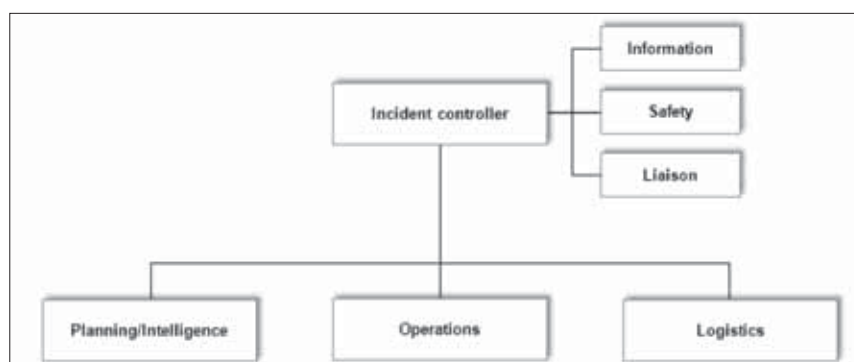 Information
Incident controller
Safety
Liaison
Planning/Intelligence
Operations
Logistics